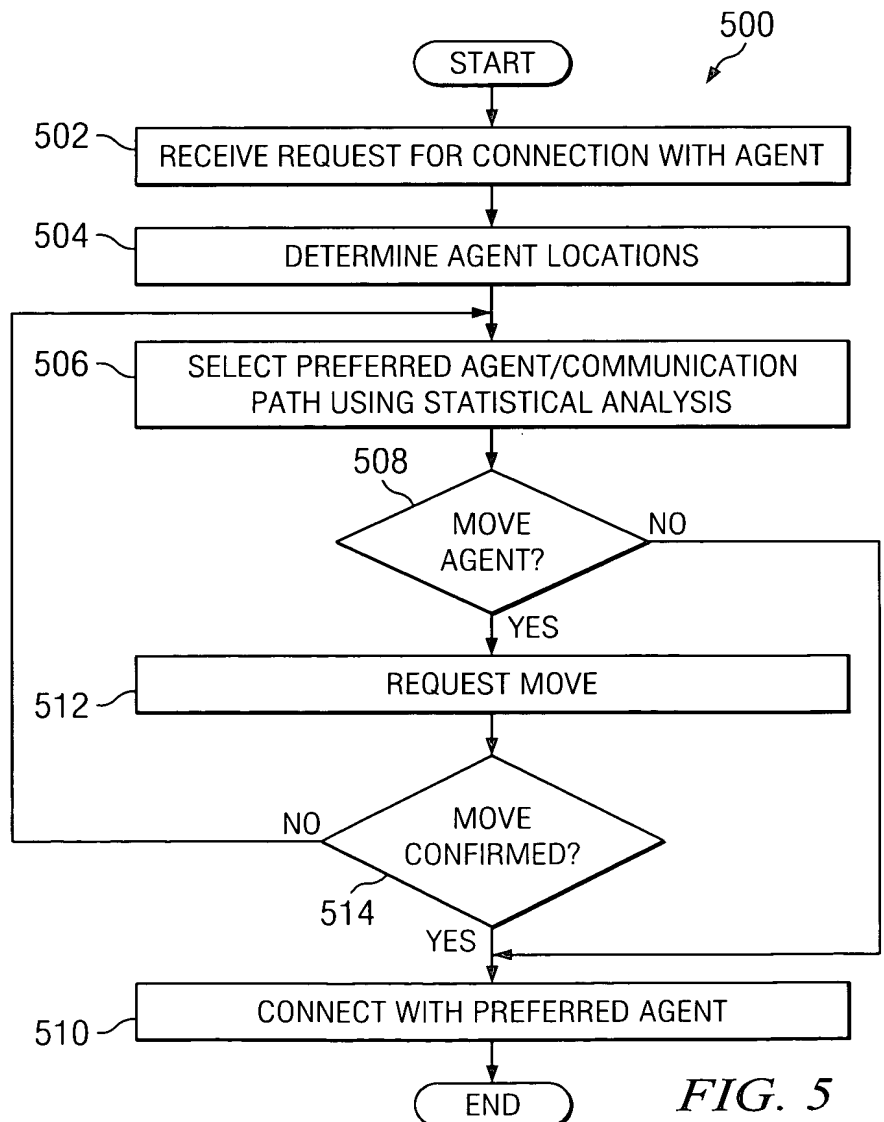 500
START
502
RECEIVE REQUEST FOR CONNECTION WITH AGENT
504
DETERMINE AGENT LOCATIONS
506
SELECT PREFERRED AGENT/COMMUNICATION
PATH USING STATISTICAL ANALYSIS
508
MOVE
AGENT?
NO
YES
512
REQUEST MOVE
NO
MOVE
CONFIRMED?
514
YES
510
CONNECT WITH PREFERRED AGENT
END
FIG. 5